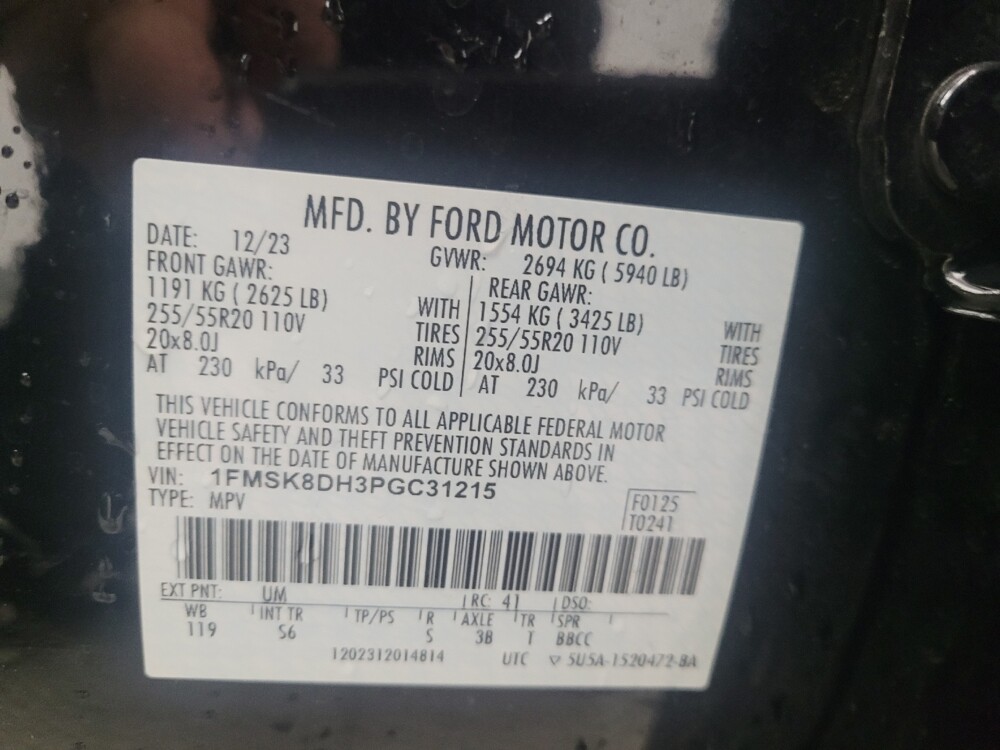 MFD. BY FORD MOTOR CO.
DATE: 12/23 GVWR: 2694 KG ( 5940 LB)
FRONT GAWR: REAR GAWR:
1191 KG ( 2625 LB) WITH 1554 KG ( 3425 LB) WITH
255/55R20 110V TIRES 255/55R20 110V TIRES
20x8.0J RIMS 20x8.0J RIMS
AT 230 kPa/ 33 PSI COLD AT 230 kPa/ 33 PSI COLD
THIS VEHICLE CONFORMS TO ALL APPLICABLE FEDERAL MOTOR
VEHICLE SAFETY AND THEFT PREVENTION STANDARDS IN
EFFECT ON THE DATE OF MANUFACTURE SHOWN ABOVE.
VIN: 1FMSK8DH3PGC31215
TYPE: MPV
F0125
T0241
EXT PNT: UM RC: 41 DSO:
WB INT TR TP/PS R AXLE TR SPR
119 S6 S 3B T BBCC
1202312014814 UTC ▽ 5U5A-1520472-BA